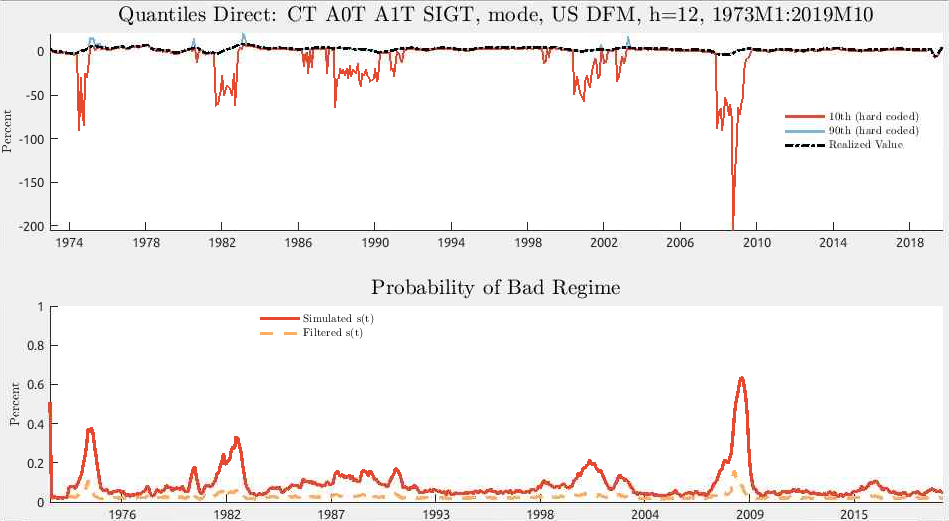 Quantiles Direct: CT A0T A1T SIGT, mode, US DFM, h=12, 1973M1:2019M10
Percent
0
-50
-100
-150
-200
10th (hard coded)
90th (hard coded)
Realized Value
1974 1978 1982 1986 1990 1994 1998 2002 2006 2010 2014 2018
Probability of Bad Regime
Percent
1
0.8
0.6
0.4
0.2
0
Simulated s(t)
Filtered s(t)
1976 1982 1987 1993 1998 2004 2009 2015